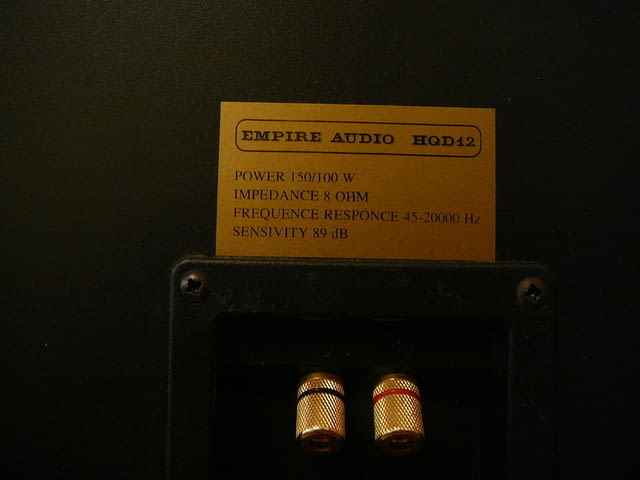 EMPIRE AUDIO HQD12
POWER 150/100 W
IMPEDANCE 8 OHM
FREQUENCE RESPONCE 45-20000 Hz
SENSIVITY 89 dB